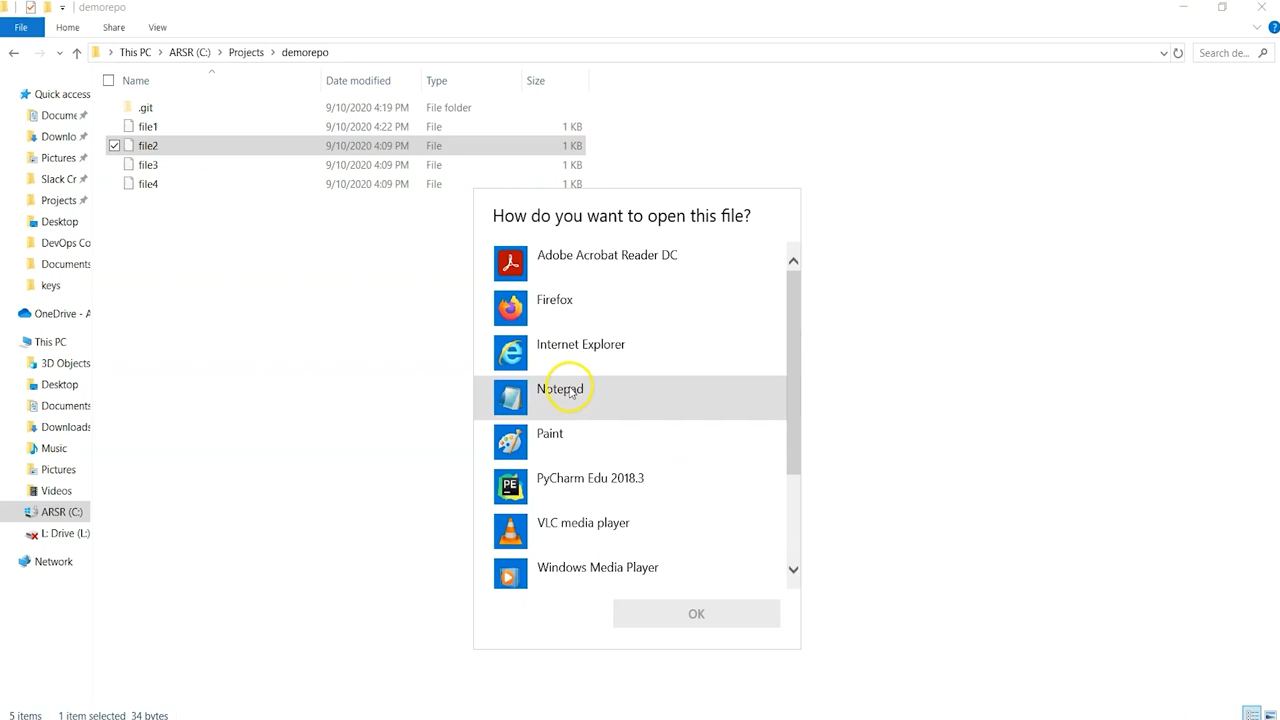 demorepo
File Home Share View
This PC ARSR (C:) Projects demorepo Search de...
Name Date modified Type Size
.git 9/10/2020 4:19 PM File folder
file1 9/10/2020 4:22 PM File 1 KB
file2 9/10/2020 4:09 PM File 1 KB
file3 9/10/2020 4:09 PM File 1 KB
file4 9/10/2020 4:09 PM File 1 KB
Quick access
Docume
Downlo
Pictures
Slack Cr
Projects
Desktop
DevOps Co
Documents
keys
OneDrive - A
This PC
3D Objects
Desktop
Documents
Downloads
Music
Pictures
Videos
ARSR (C:)
L: Drive (L:)
Network
How do you want to open this file?
Adobe Acrobat Reader DC
Firefox
Internet Explorer
Notepad
Paint
PE
PyCharm Edu 2018.3
VLC media player
Windows Media Player
OK
5 items 1 item selected 34 bytes